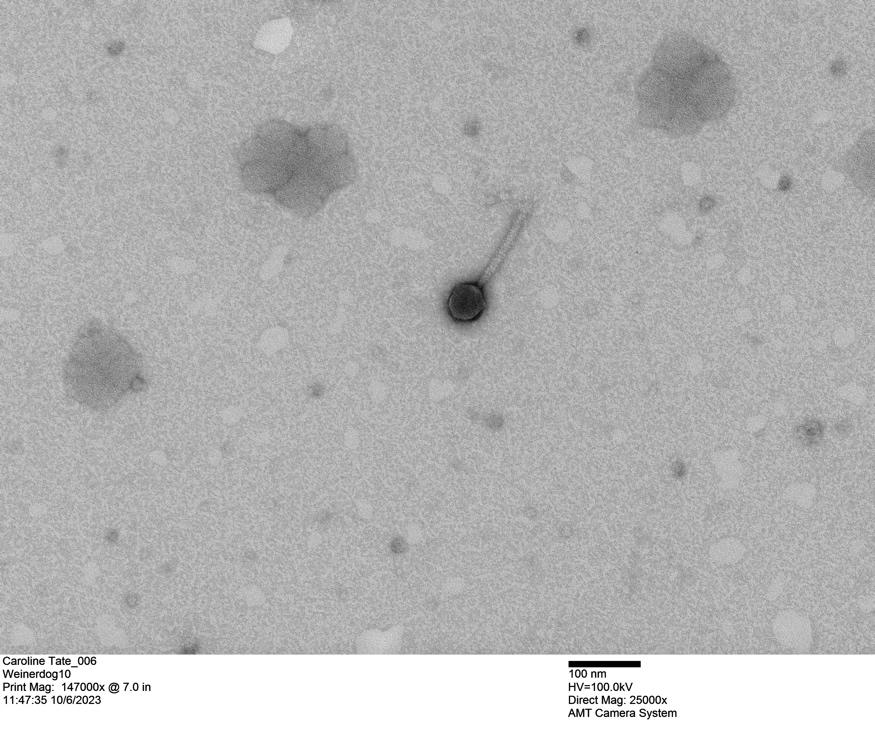 Caroline Tate_006
Weinerdog10
Print Mag:  147000x @ 7.0 in
11:47:35 10/6/2023
100 nm
HV=100.0kV
Direct Mag: 25000x
AMT Camera System